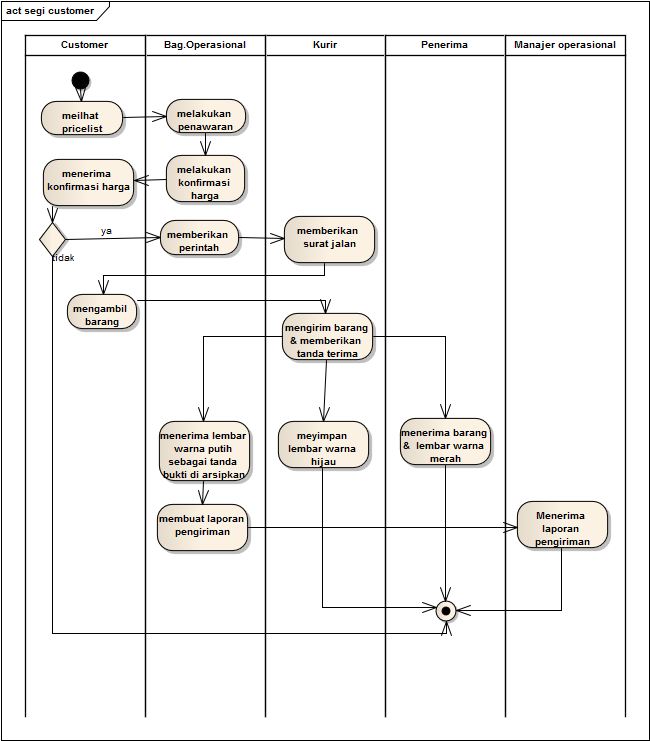 act segi customer
Customer
Bag.Operasional
Kurir
Penerima
Manajer operasional
meilhat
pricelist
melakukan
penawaran
menerima
konfirmasi harga
melakukan
konfirmasi
harga
ya
tidak
memberikan
perintah
memberikan
surat jalan
mengambil
barang
mengirim barang
& memberikan
tanda terima
menerima lembar
warna putih
sebagai tanda
bukti di arsipkan
meyimpan
lembar warna
hijau
menerima barang
& lembar warna
merah
membuat laporan
pengiriman
Menerima
laporan
pengiriman